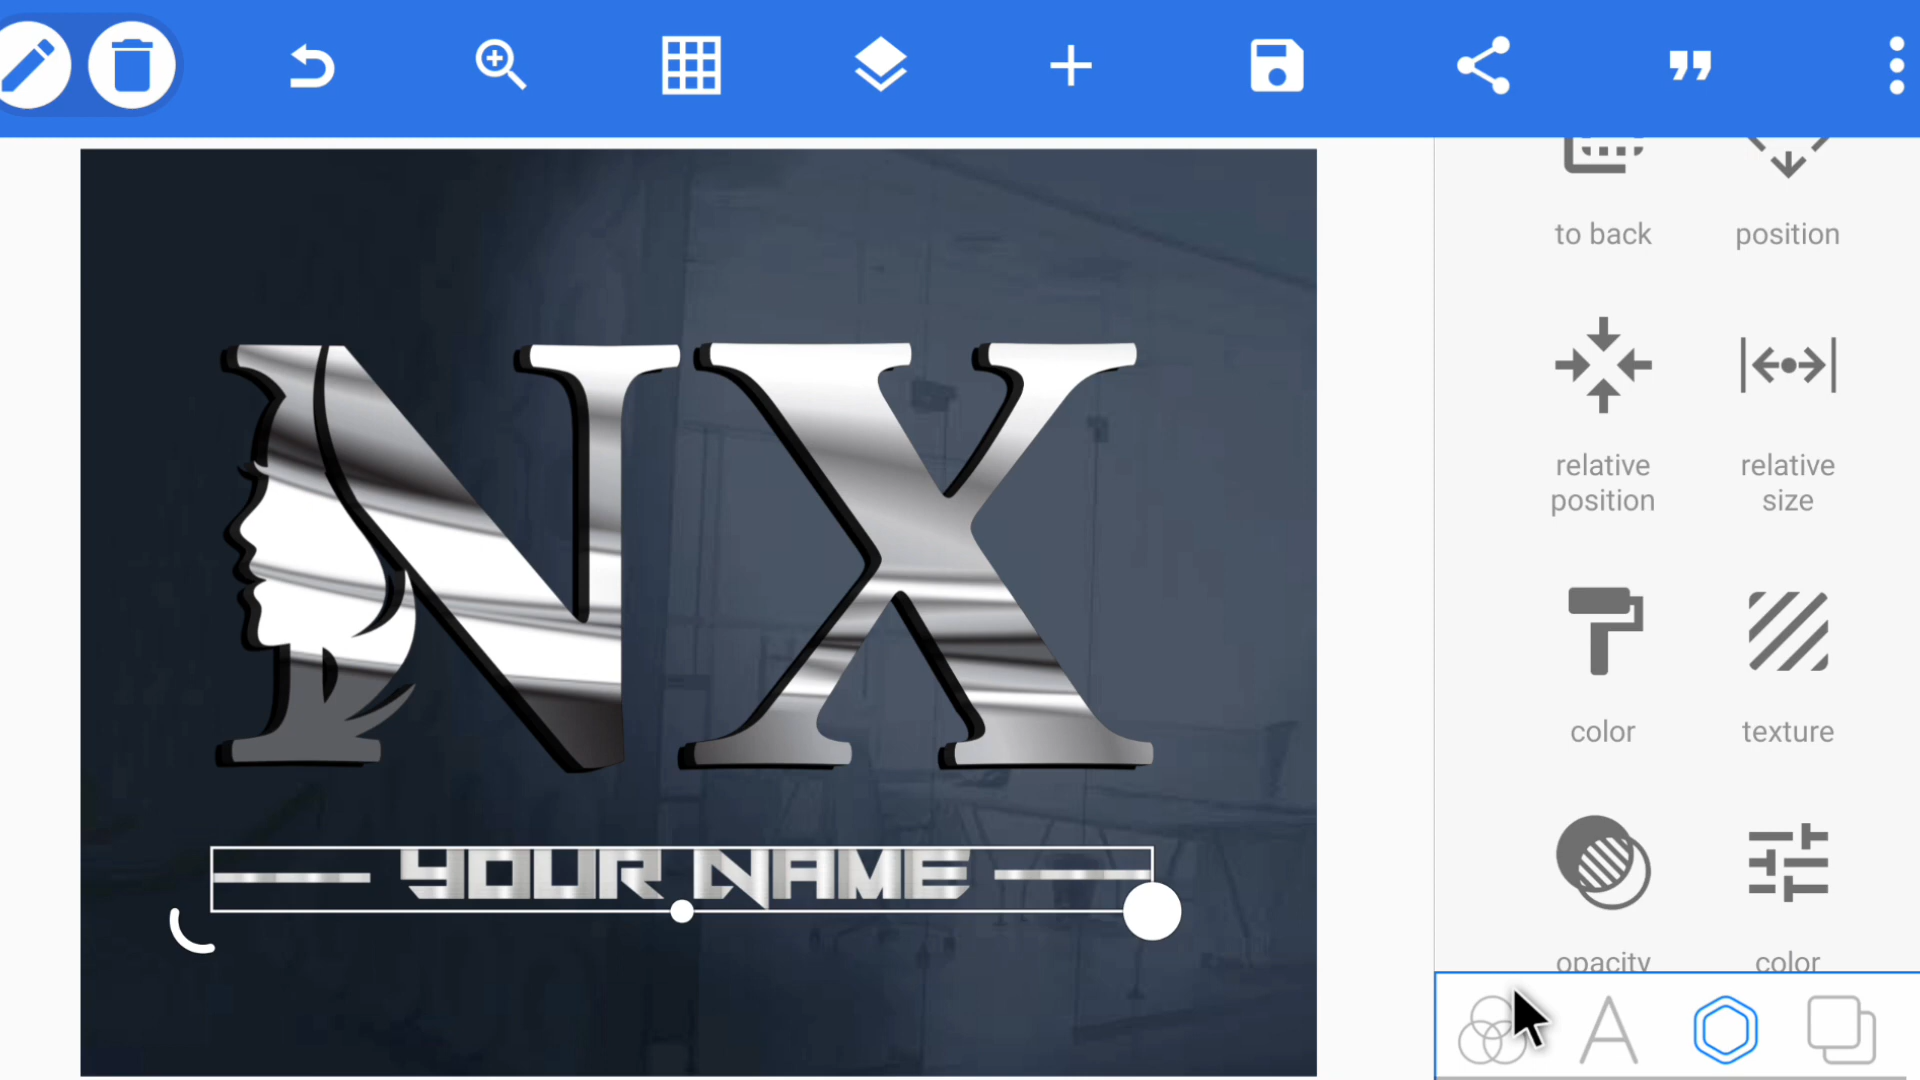 to back
position
relative
position
relative
size
color
texture
opacity
color
NX
YOUR NAME